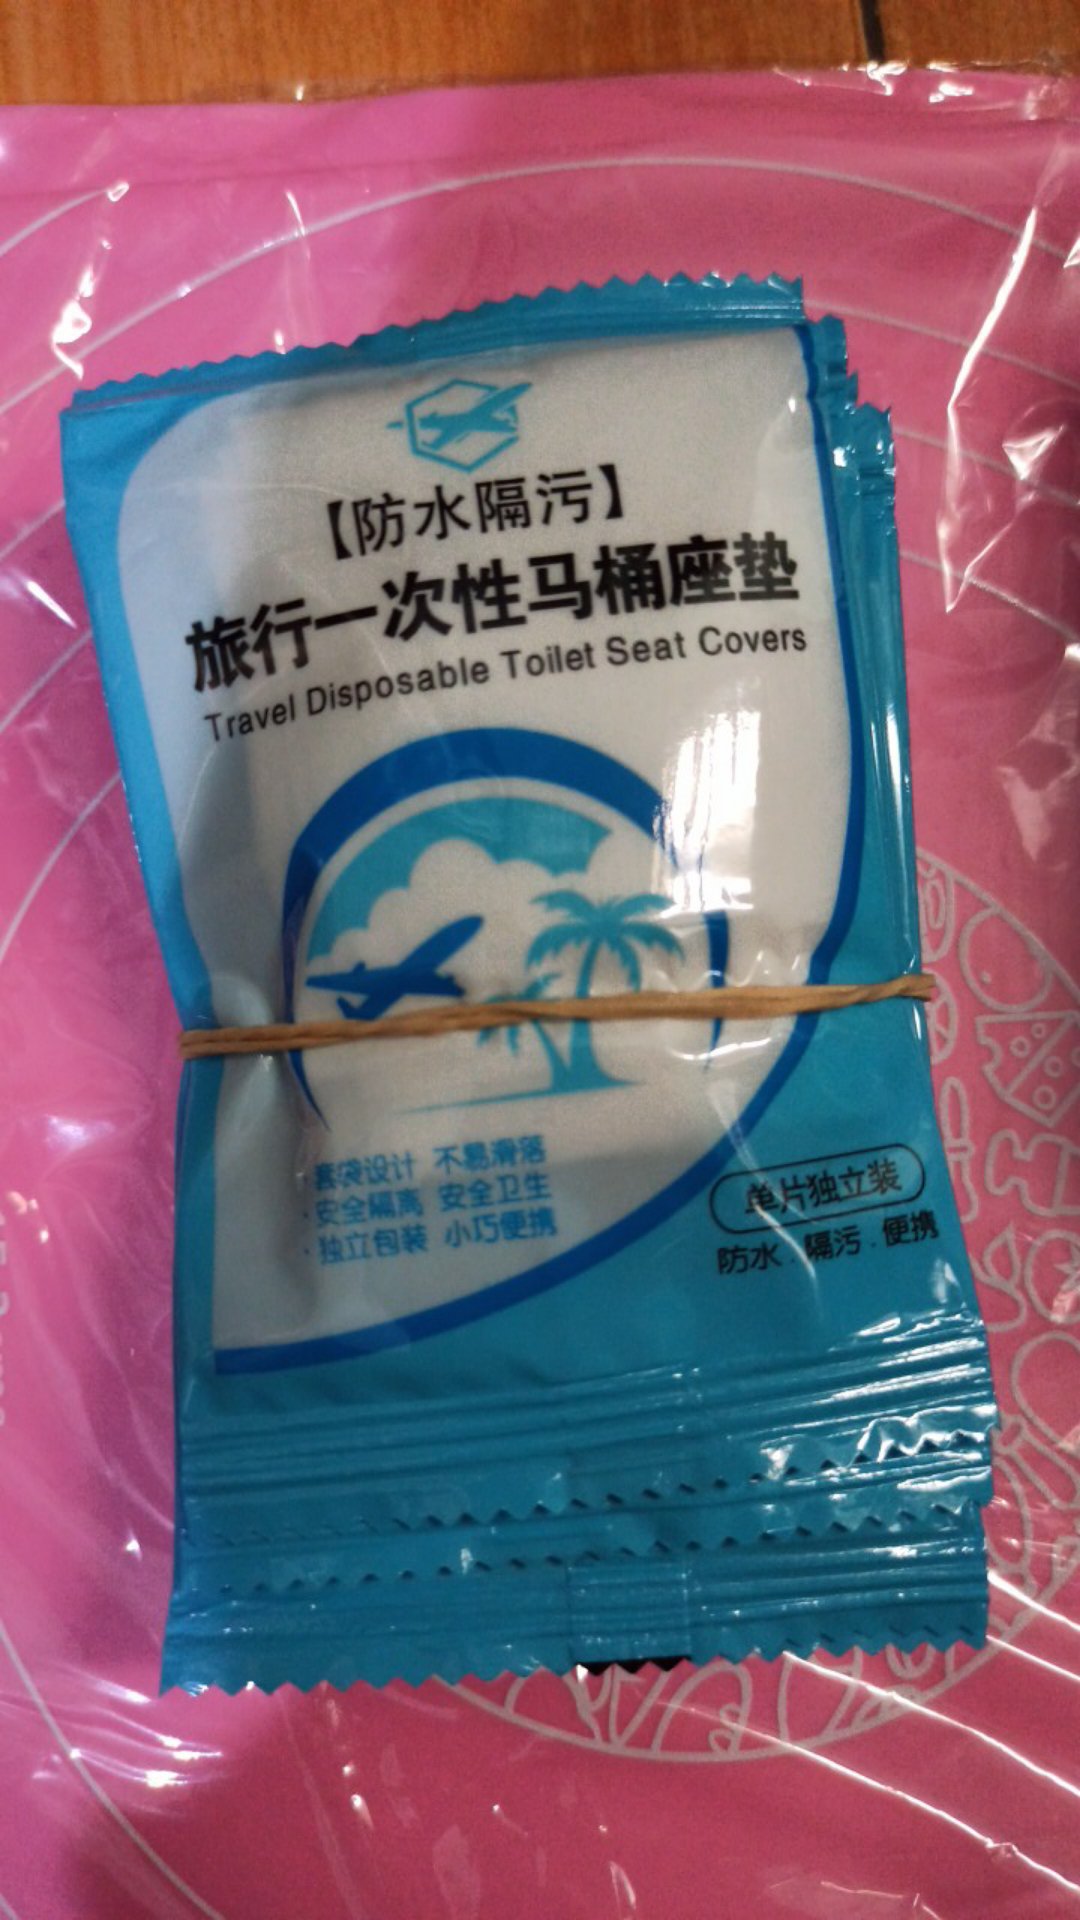 【防水隔污】
旅行一次性马桶座垫
Travel Disposable Toilet Seat Covers
套袋设计 不易滑落
·安全隔离 安全卫生
·独立包装 小巧便携
单片独立装
防水.隔污.便携